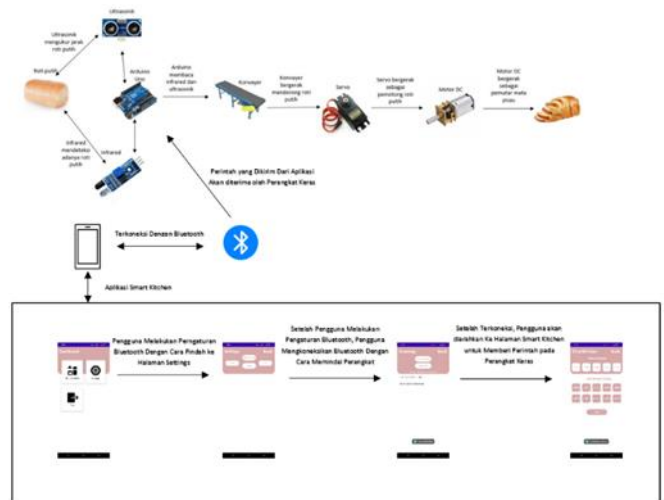 Ultrasonik
Ultrasonik
mengukur jarak
roti putih
Roti putih
Arduino
Uno
Arduino
membaca
infrared dan
ultrasonik
Konveyor
Konveyor
bergerak
mendorong roti
putih
Servo
Servo bergerak
sebagai
pemotong roti
putih
Motor DC
Motor DC
bergerak
sebagai
pemutar mata
pisau
Infrared
mendeteksi
adanya roti
putih
Infrared
Perintah yang Dikirim Dari Aplikasi
Akan diterima oleh Perangkat Keras
Terkoneksi Dengan Bluetooth
Aplikasi Smart Kitchen
Pengguna Melakukan Pengaturan
Bluetooth Dengan Cara Pindah ke
Halaman Settings
Setelah Pengguna Melakukan
Pengaturan Bluetooth, Pengguna
Mengkoneksikan Bluetooth Dengan
Cara Memindai Perangkat
Setelah Terkoneksi, Pengguna akan
diarahkan Ke Halaman Smart Kitchen
untuk Memberi Perintah pada
Perangkat Keras